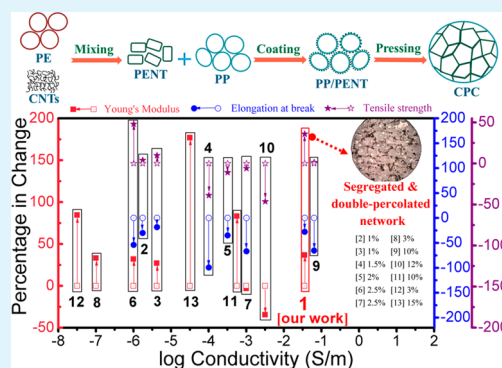 PE
CNTs
Mixing
PENT
+
PP
Coating
PP/PENT
Pressing
CPC
Young's Modulus
Elongation at break
Tensile strength
Percentage in Change
200
150
100
50
0
-50
200
150
100
50
0
-50
-100
-150
-200
50
0
-50
-100
-150
12
8
6
2
3
13
4
5
11
7
10
1
[our work]
9
Segregated &
double-percolated
network
[2] 1% [8] 3%
[3] 1% [9] 10%
[4] 1.5% [10] 12%
[5] 2% [11] 10%
[6] 2.5% [12] 3%
[7] 2.5% [13] 15%
-8 -7 -6 -5 -4 -3 -2 -1 0 1 2
log Conductivity (S/m)